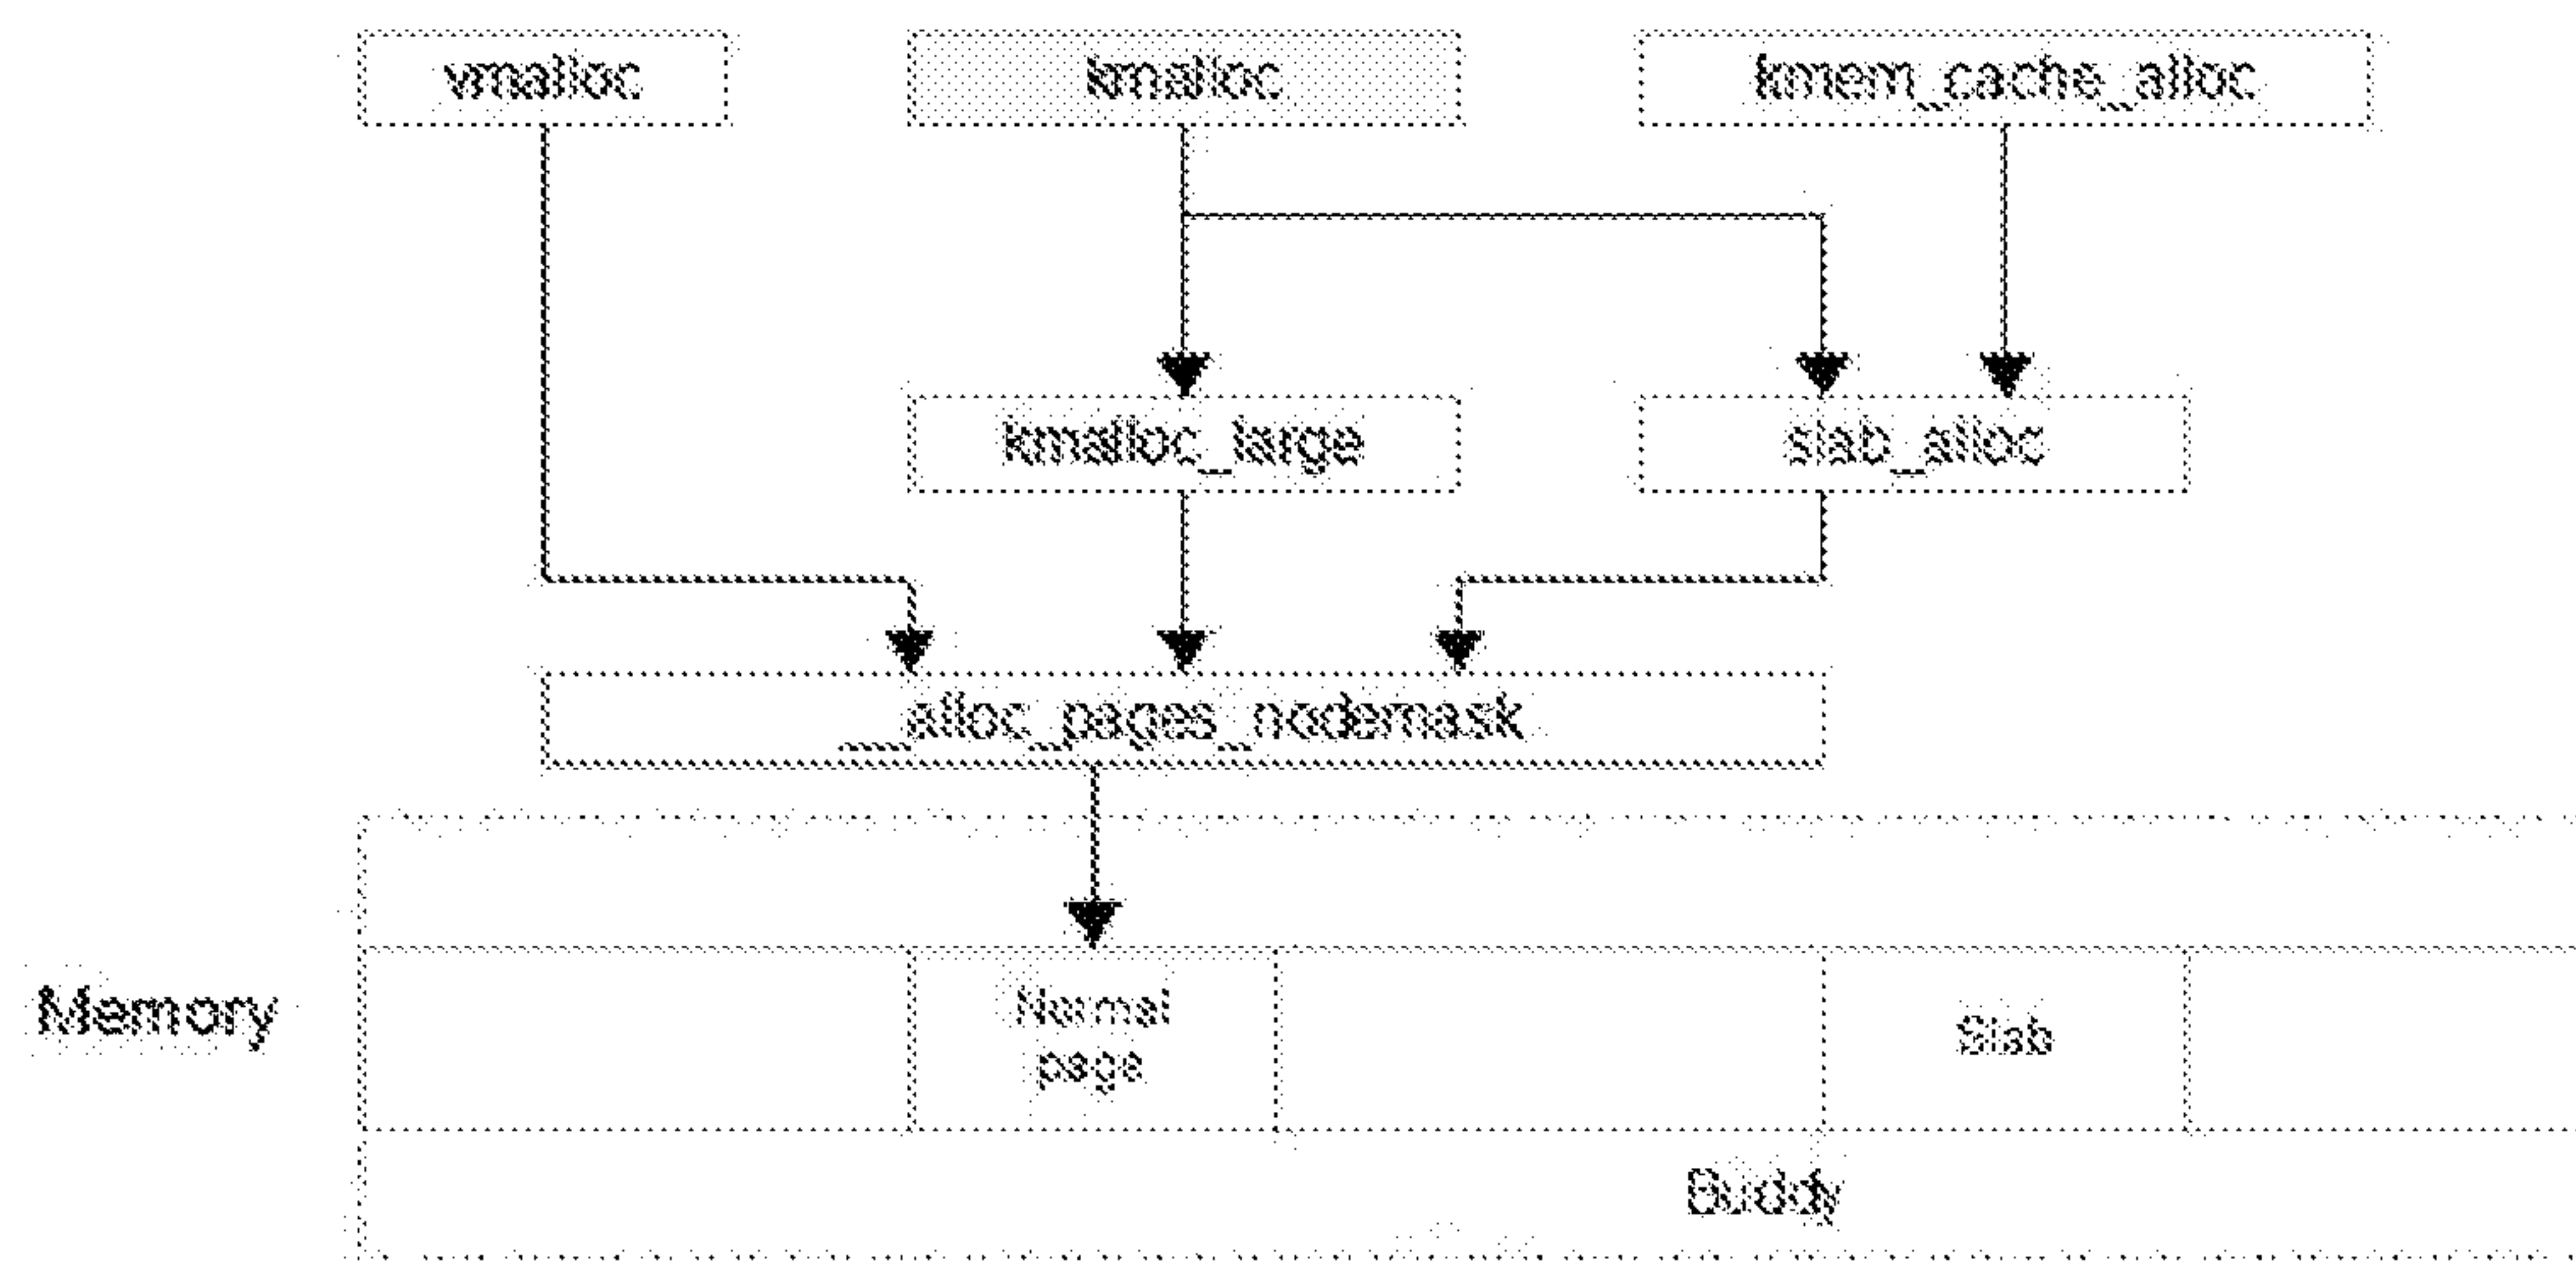 vmalloc
kmalloc
kmem_cache_alloc
kmalloc_large
slab_alloc
__alloc_pages_nodemask
Memory
Normal
page
Slab
Buddy